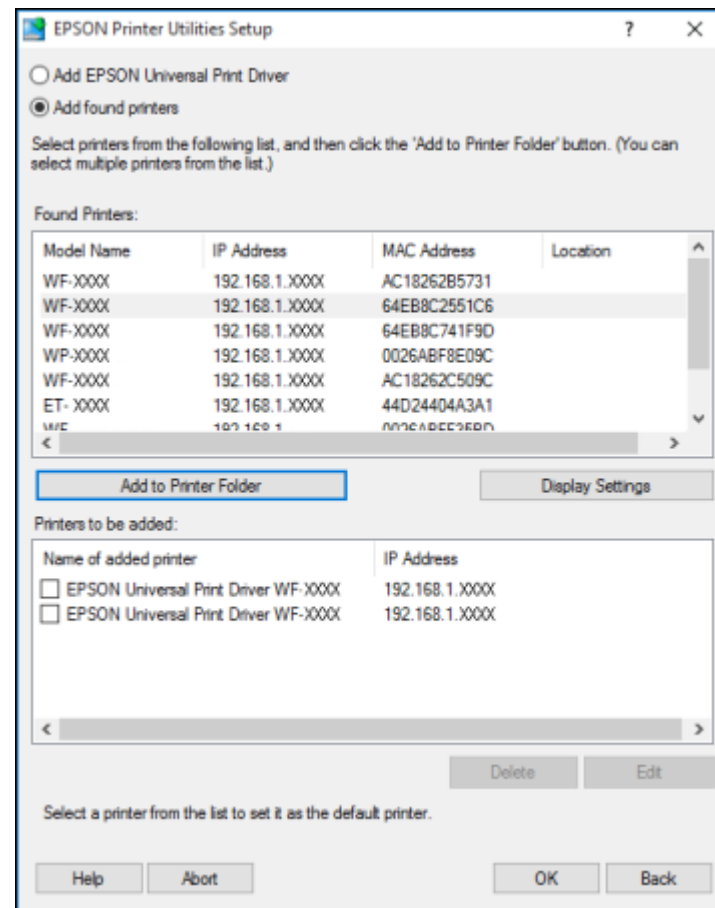 EPSON Printer Utilities Setup ?
Add EPSON Universal Print Driver
Add found printers
Select printers from the following list, and then click the 'Add to Printer Folder' button. (You can
select multiple printers from the list.)
Found Printers:
Model Name IP Address MAC Address Location
WF-XXXX 192.168.1.XXXX AC18262B5731
WF-XXXX 192.168.1.XXXX 64EB8C2551C6
WF-XXXX 192.168.1.XXXX 64EB8C741F9D
WP-XXXX 192.168.1.XXXX 0026ABF8E09C
WF-XXXX 192.168.1.XXXX AC18262C509C
ET- XXXX 192.168.1.XXXX 44D24404A3A1
WF 192.168.1
Add to Printer Folder Display Settings
Printers to be added:
Name of added printer IP Address
EPSON Universal Print Driver WF-XXXX 192.168.1.XXXX
EPSON Universal Print Driver WF-XXXX 192.168.1.XXXX
Delete Edit
Select a printer from the list to set it as the default printer.
Help Abort OK Back